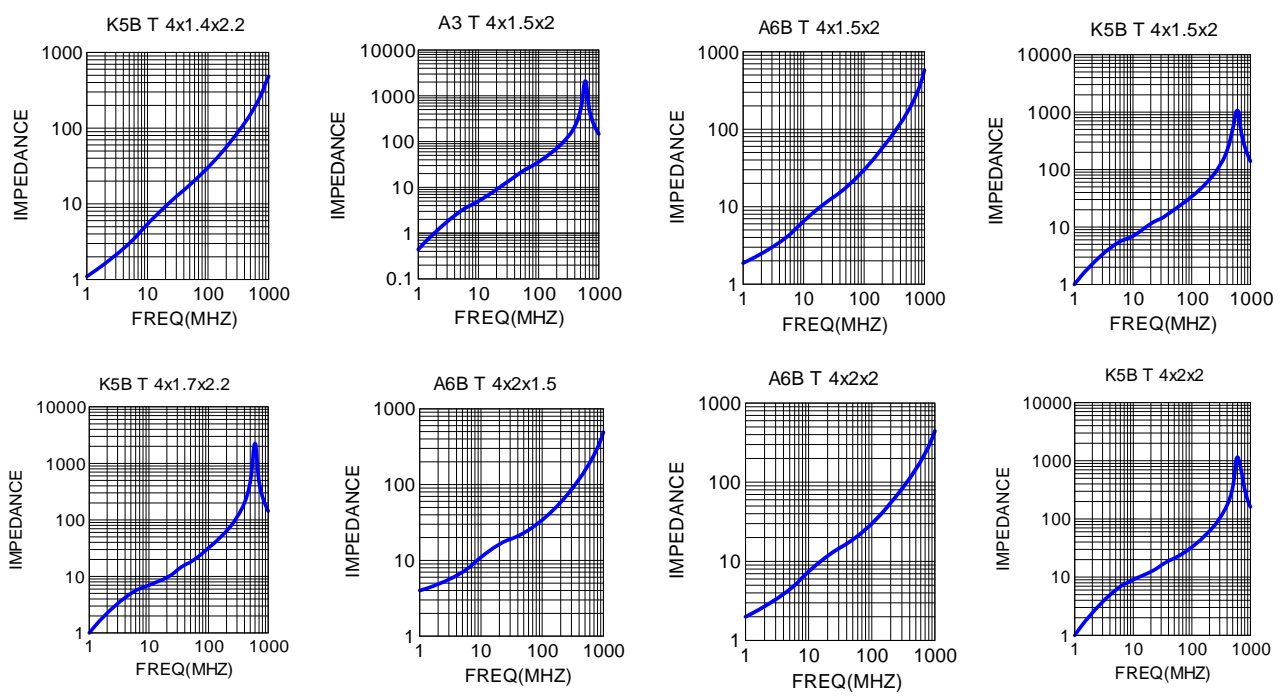 K5B T 4x1.4x2.2
IMPEDANCE
1000
100
10
1
1 10 100 1000
FREQ(MHZ)
A3 T 4x1.5x2
IMPEDANCE
10000
1000
100
10
1
0.1
1 10 100 1000
FREQ(MHZ)
A6B T 4x1.5x2
IMPEDANCE
1000
100
10
1
1 10 100 1000
FREQ(MHZ)
K5B T 4x1.5x2
IMPEDANCE
10000
1000
100
10
1
1 10 100 1000
FREQ(MHZ)
K5B T 4x1.7x2.2
IMPEDANCE
10000
1000
100
10
1
1 10 100 1000
FREQ(MHZ)
A6B T 4x2x1.5
IMPEDANCE
1000
100
10
1
1 10 100 1000
FREQ(MHZ)
A6B T 4x2x2
IMPEDANCE
1000
100
10
1
1 10 100 1000
FREQ(MHZ)
K5B T 4x2x2
IMPEDANCE
10000
1000
100
10
1
1 10 100 1000
FREQ(MHZ)